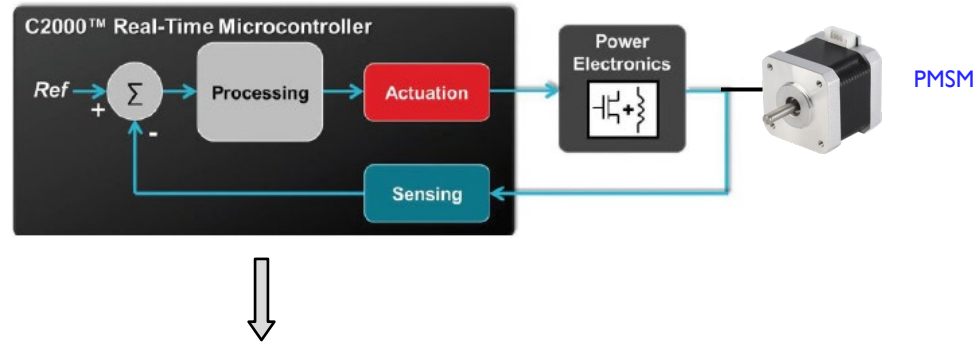 C2000™ Real-Time Microcontroller
Power
Electronics
PMSM
Ref
+
Σ
-
Processing
Actuation
+
Sensing